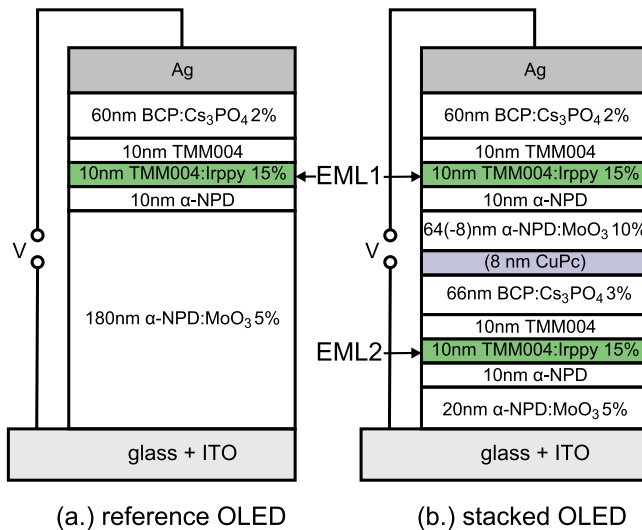 Ag
60nm BCP:Cs₃PO₄ 2%
10nm TMM004
10nm TMM004:Irppy 15%
10nm α-NPD
180nm α-NPD:MoO₃ 5%
V
glass + ITO
(a.) reference OLED
EML1
EML2
Ag
60nm BCP:Cs₃PO₄ 2%
10nm TMM004
10nm TMM004:Irppy 15%
10nm α-NPD
64(-8)nm α-NPD:MoO₃ 10%
(8 nm CuPc)
66nm BCP:Cs₃PO₄ 3%
10nm TMM004
10nm TMM004:Irppy 15%
10nm α-NPD
20nm α-NPD:MoO₃ 5%
V
glass + ITO
(b.) stacked OLED